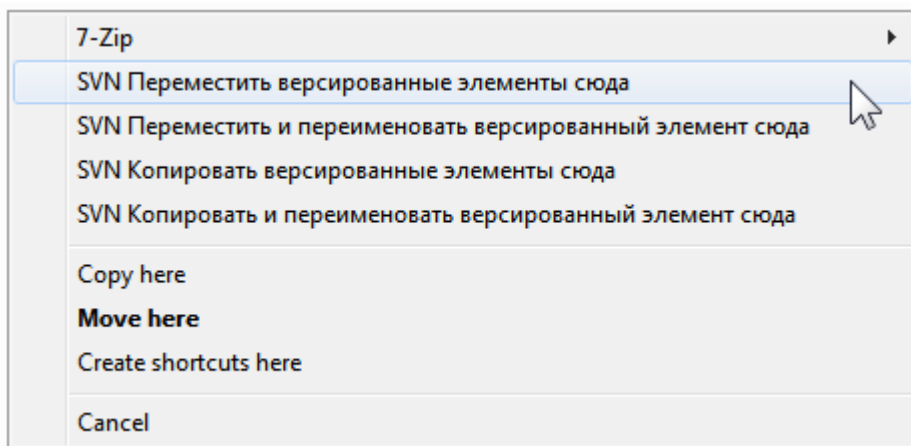 7-Zip
SVN Переместить версированные элементы сюда
SVN Переместить и переименовать версированный элемент сюда
SVN Копировать версированные элементы сюда
SVN Копировать и переименовать версированный элемент сюда
Copy here
Move here
Create shortcuts here
Cancel